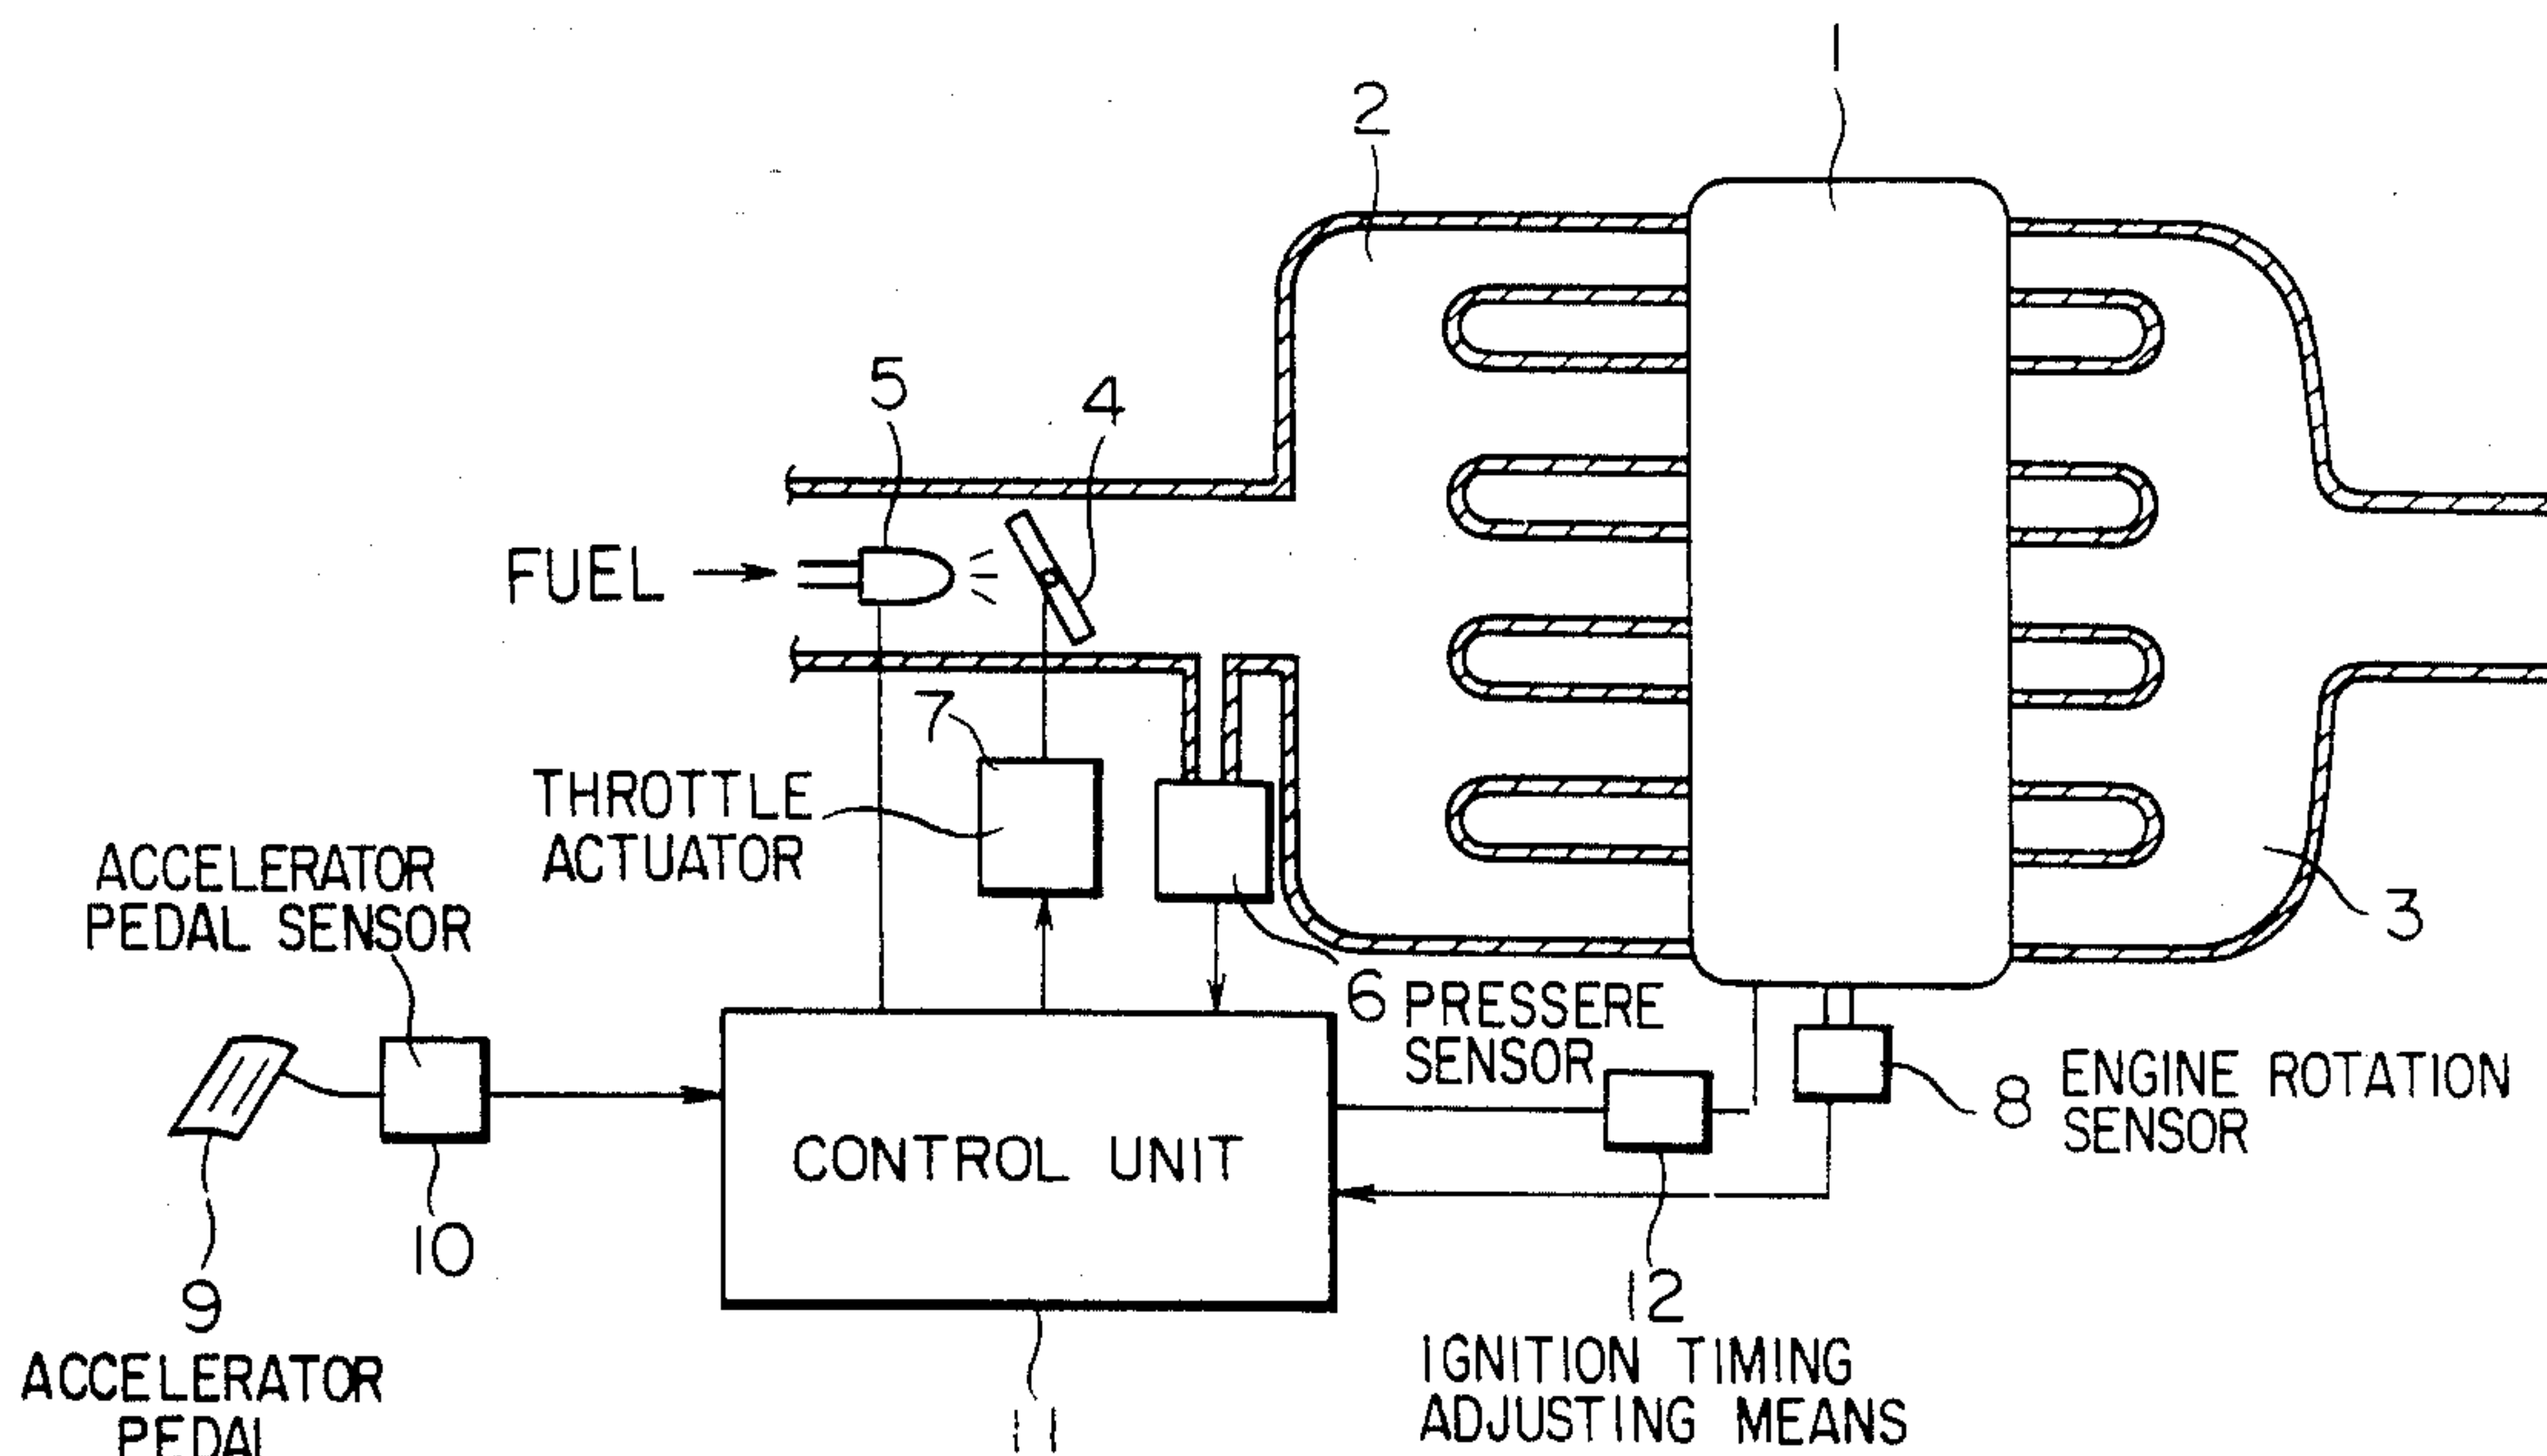 1
2
5
4
FUEL
7
THROTTLE
ACTUATOR
ACCELERATOR
PEDAL SENSOR
3
6 PRESSERE
SENSOR
8 ENGINE ROTATION
SENSOR
CONTROL UNIT
10
9
ACCELERATOR
PEDAL
11
12
IGNITION TIMING
ADJUSTING MEANS